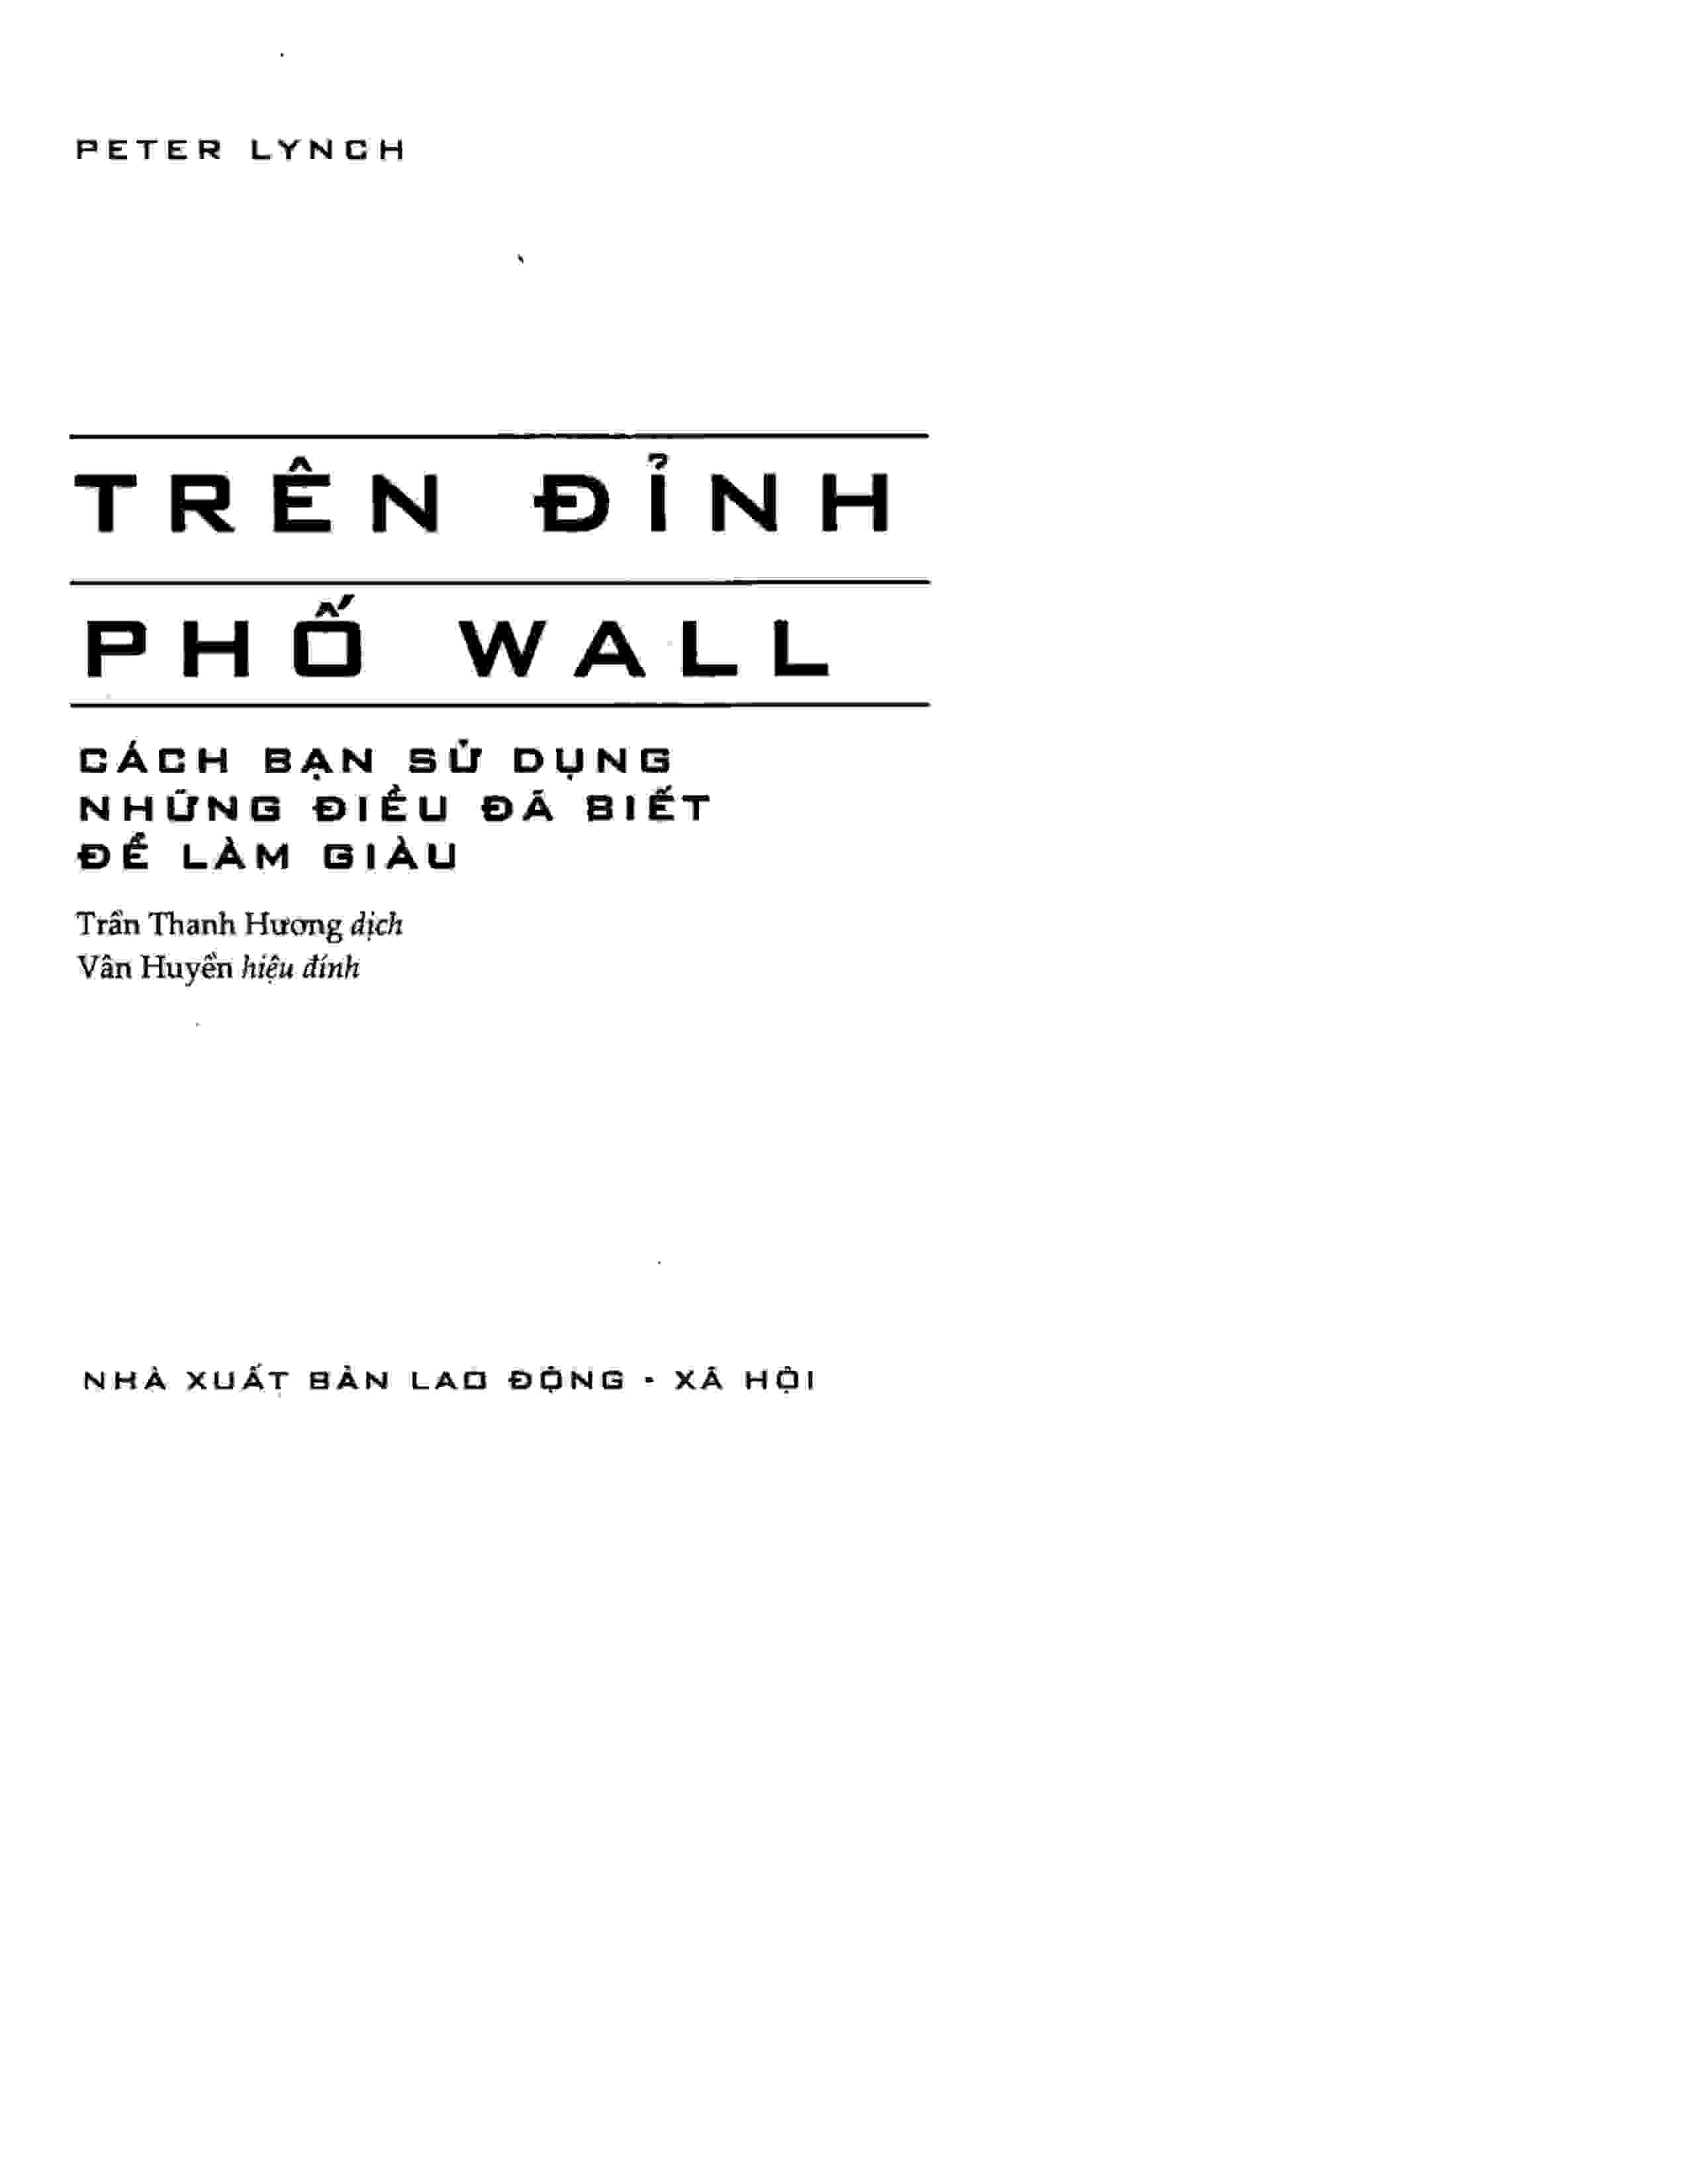 PETER LYNCH
TRÊN ĐỈNH
PHỐ WALL
CÁCH BẠN SỬ DỤNG
NHỮNG ĐIỀU ĐÃ BIẾT
ĐỂ LÀM GIÀU
Trần Thanh Hương dịch
Vân Huyền hiệu đính
NHÀ XUẤT BẢN LAO ĐỘNG - XÃ HỘI